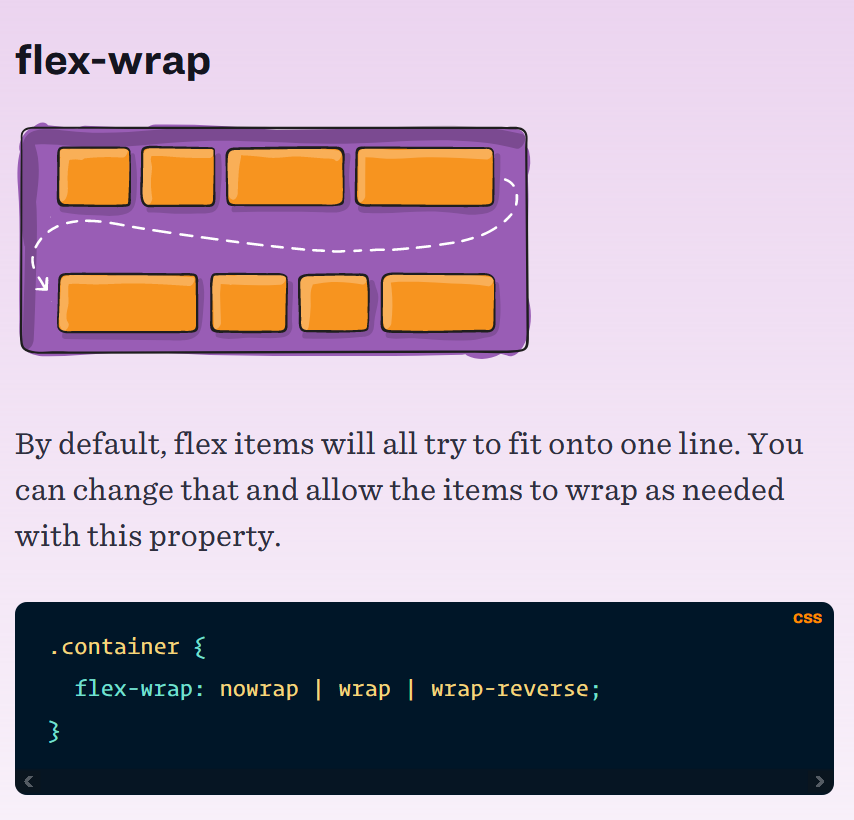 flex-wrap
By default, flex items will all try to fit onto one line. You
can change that and allow the items to wrap as needed
with this property.
CSS
.container {
  flex-wrap: nowrap | wrap | wrap-reverse;
}